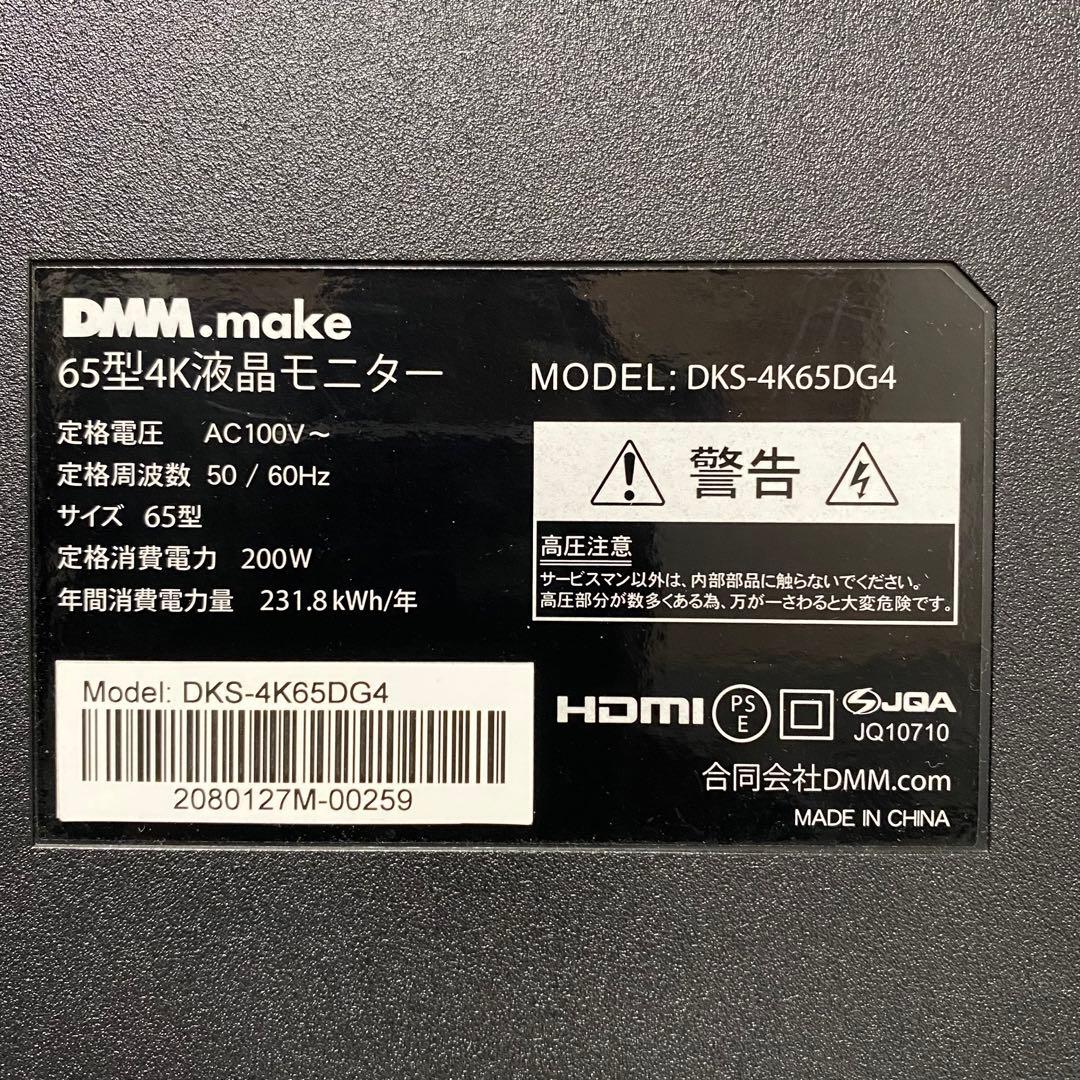 DMM.make
65型4K液晶モニター
MODEL: DKS-4K65DG4
定格電圧 AC100V～
定格周波数 50 / 60Hz
サイズ 65型
定格消費電力 200W
年間消費電力量 231.8kWh/年
警告
高圧注意
サービスマン以外は、内部部品に触らないでください。
高圧部分が数多くある為、万が一さわると大変危険です。
Model: DKS-4K65DG4
2080127M-00259
HDMI PSE JQA
JQ10710
合同会社DMM.com
MADE IN CHINA